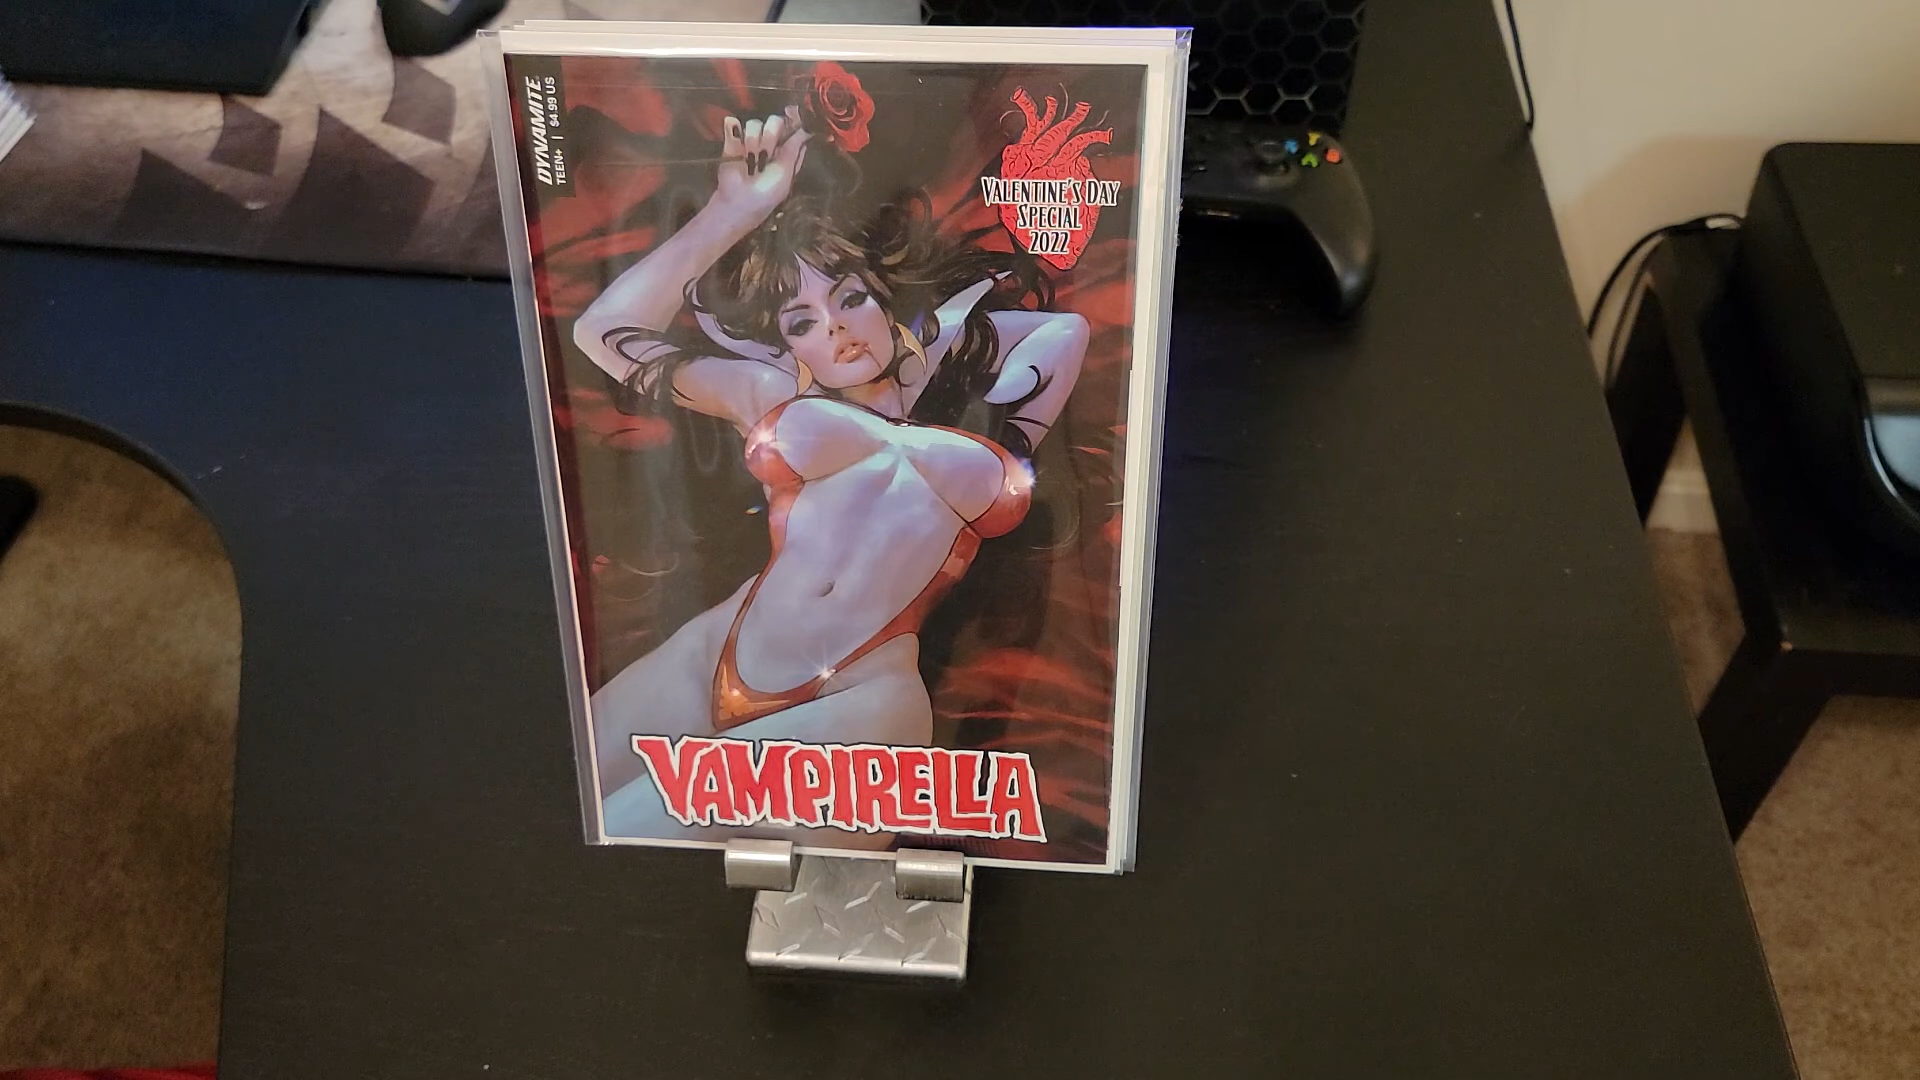 DYNAMITE
TEEN+ | $4.99 US
VALENTINE'S DAY
SPECIAL
2022
VAMPIRELLA